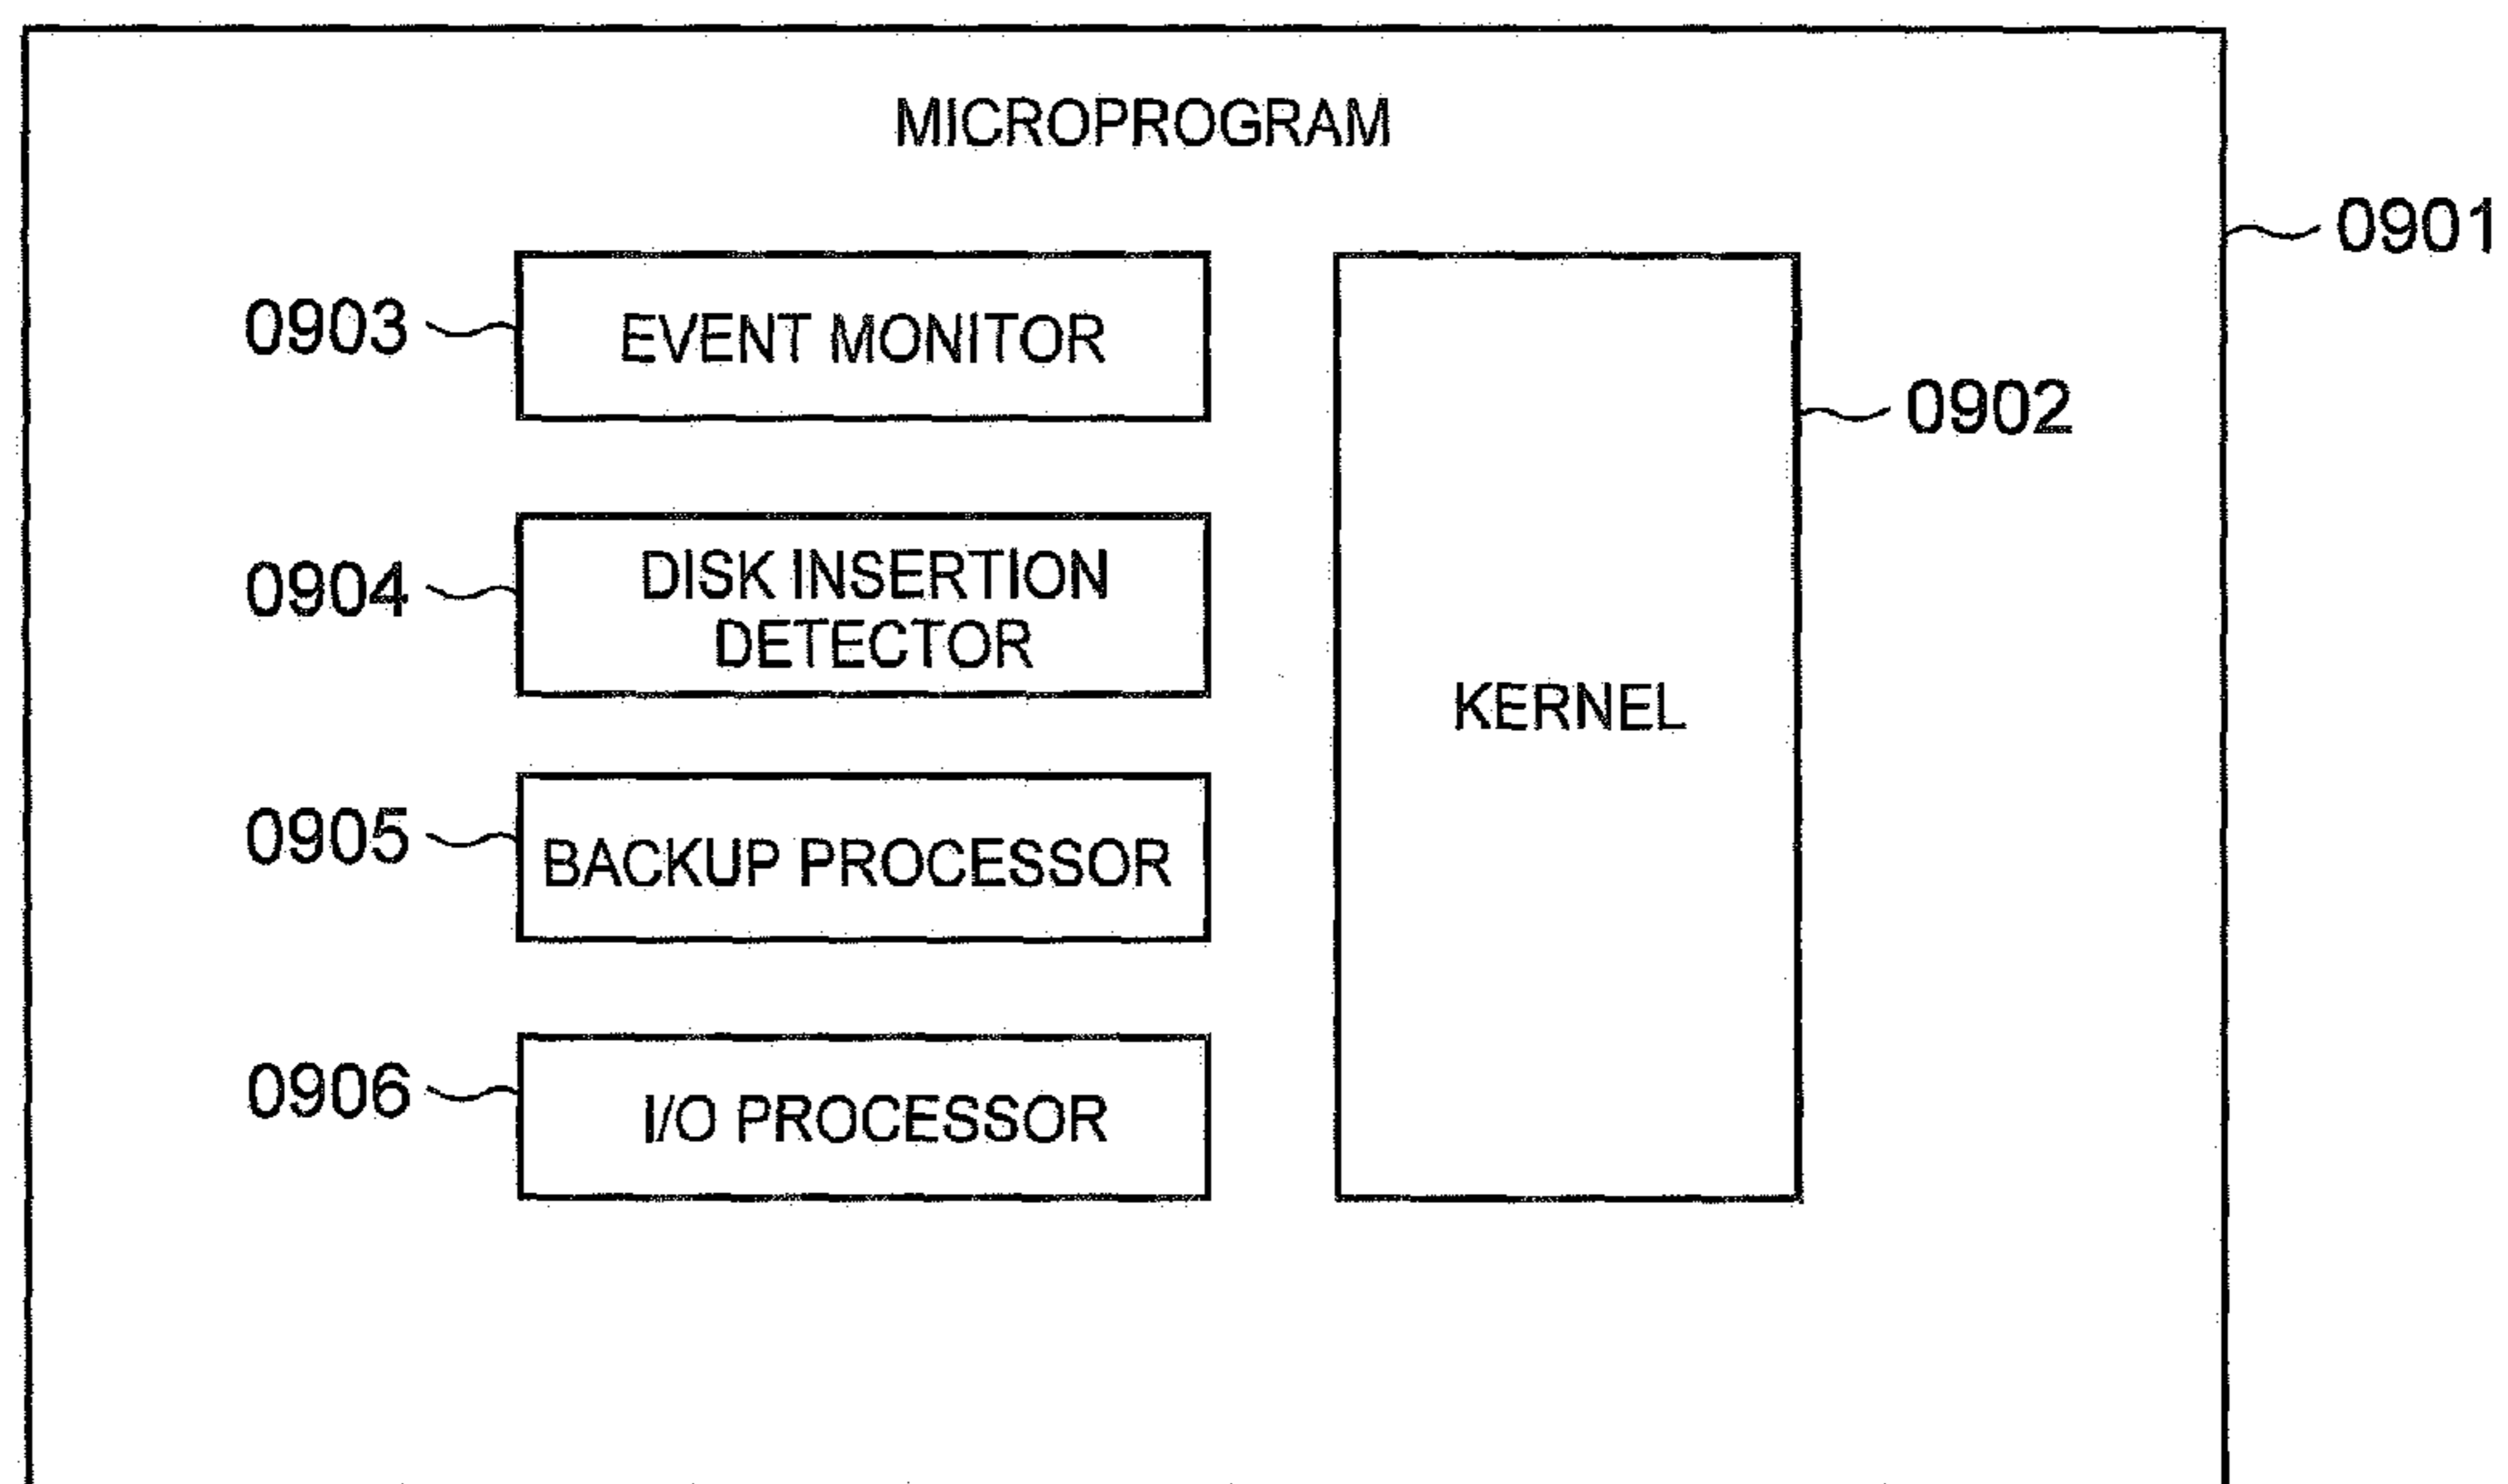 MICROPROGRAM
0901
0903
EVENT MONITOR
0902
0904
DISK INSERTION
DETECTOR
KERNEL
0905
BACKUP PROCESSOR
0906
I/O PROCESSOR